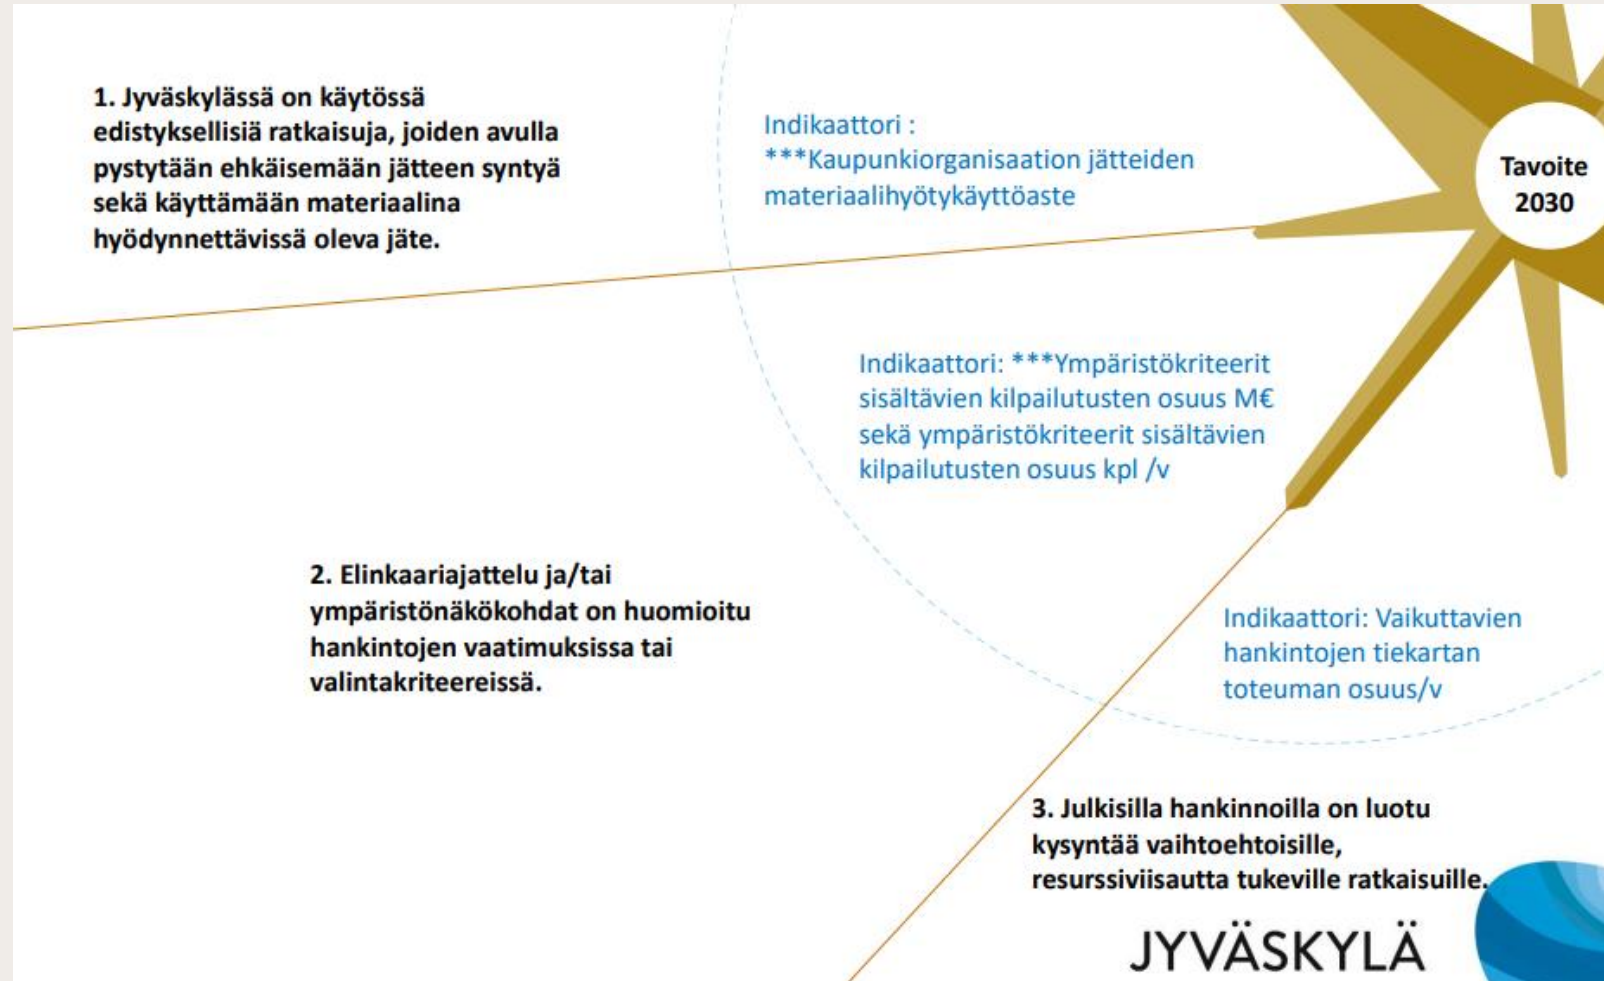 1. Jyväskylässä on käytössä
edistyksellisiä ratkaisuja, joiden avulla
pystytään ehkäisemään jätteen syntyä
sekä käyttämään materiaalina
hyödynnettävissä oleva jäte.
Indikaattori :
***Kaupunkiorganisaation jätteiden
materiaalihyötykäyttöaste
Tavoite
2030
Indikaattori: ***Ympäristökriteerit
sisältävien kilpailutusten osuus M€
sekä ympäristökriteerit sisältävien
kilpailutusten osuus kpl /v
2. Elinkaariajattelu ja/tai
ympäristönäkökohdat on huomioitu
hankintojen vaatimuksissa tai
valintakriteereissä.
Indikaattori: Vaikuttavien
hankintojen tiekartan
toteuman osuus/v
3. Julkisilla hankinnoilla on luotu
kysyntää vaihtoehtoisille,
resurssiviisautta tukeville ratkaisuille.
JYVÄSKYLÄ